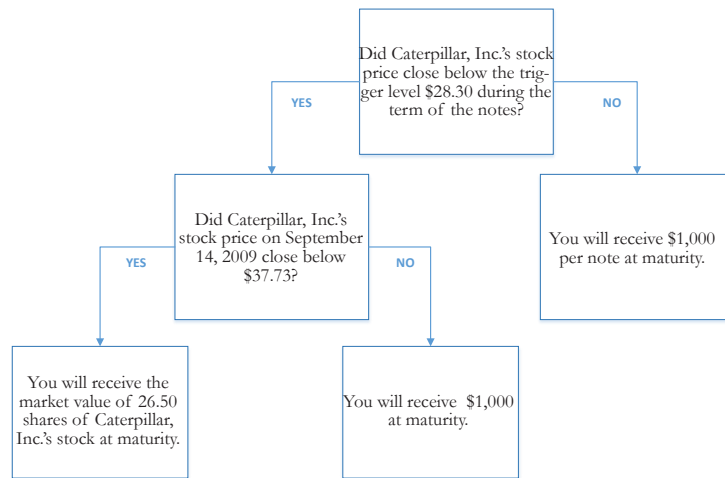 Did Caterpillar, Inc.'s stock
price close below the trig-
ger level $28.30 during the
term of the notes?
YES
NO
Did Caterpillar, Inc.'s
stock price on September
14, 2009 close below
$37.73?
You will receive $1,000
per note at maturity.
YES
NO
You will receive the
market value of 26.50
shares of Caterpillar,
Inc.'s stock at maturity.
You will receive $1,000
at maturity.